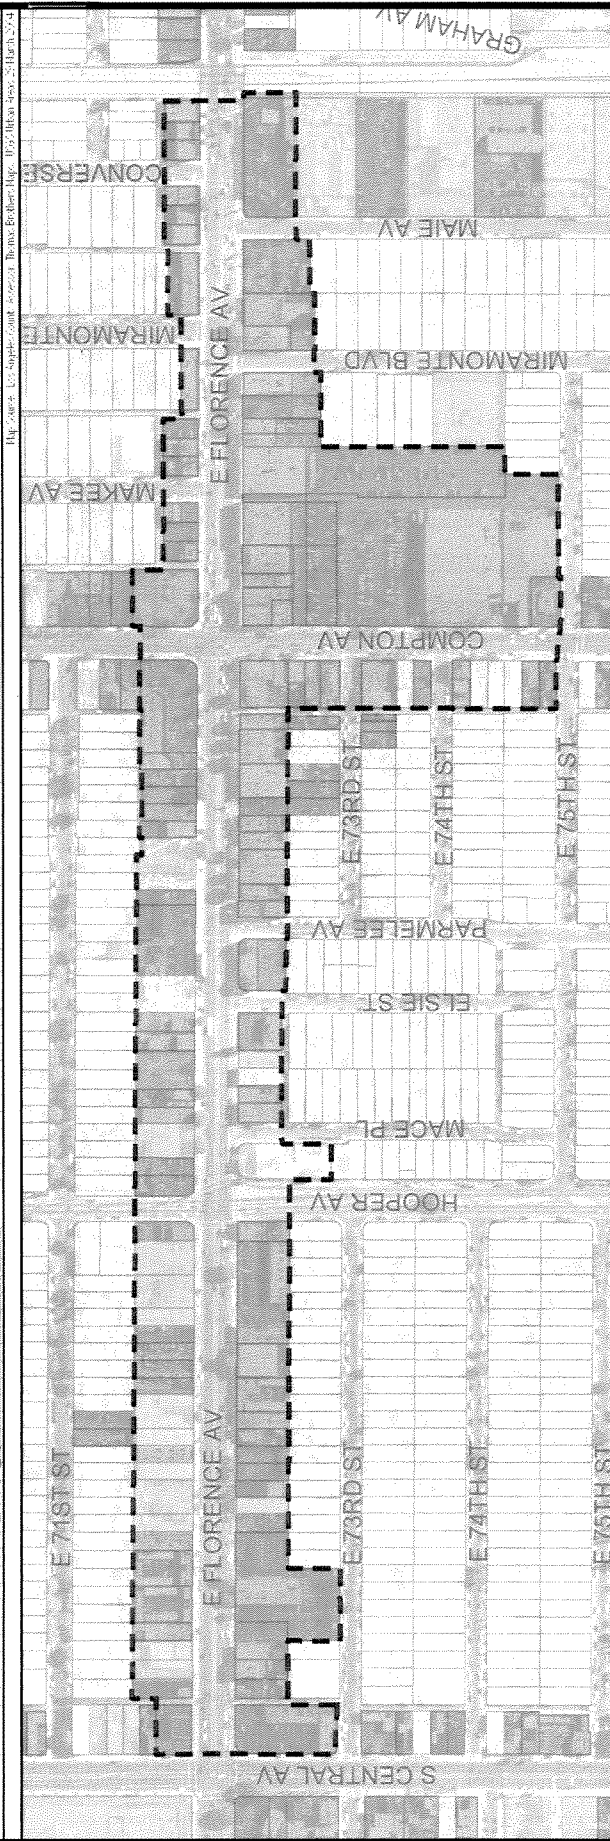 GRAHAM AV
CONVERSE
MAIE AV
MIRAMONTE
MIRAMONTE BLVD
E FLORENCE AV
MAKEE AV
COMPTON AV
E 73RD ST
E 74TH ST
E 75TH ST
PARMELEE AV
ELSIE ST
MACE PL
HOOPER AV
E 71ST ST
E FLORENCE AV
E 73RD ST
E 74TH ST
E 75TH ST
S CENTRAL AV